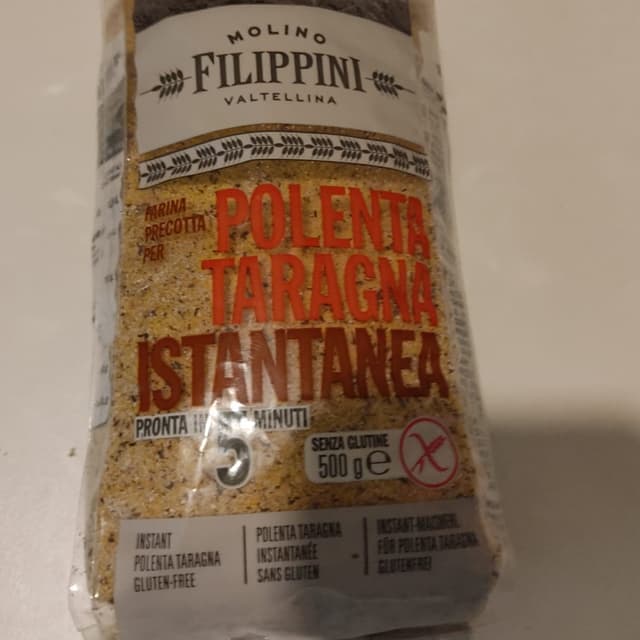 MOLINO
FILIPPINI
VALTELLINA
FARINA
PRECOTTA
PER
POLENTA
TARAGNA
ISTANTANEA
PRONTA MINUTI
5
SENZA GLUTINE
500 g e
INSTANT
POLENTA TARAGNA
GLUTEN-FREE
POLENTA TARAGNA
INSTANTANÉE
SANS GLUTEN
INSTANT-MACHER.
FÜR POLENTA TARAGNA
GLUTENFREI